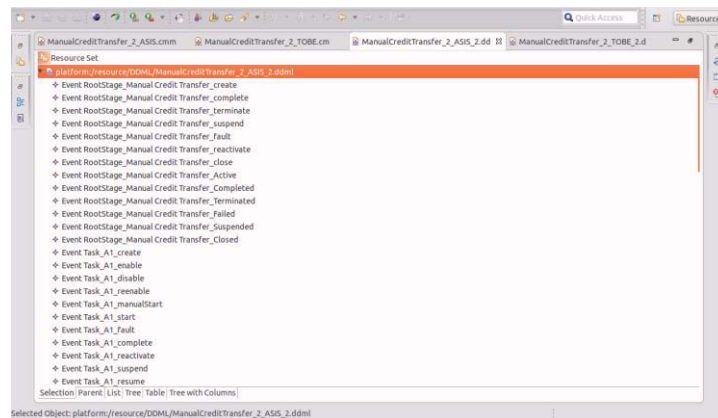 Quick Access
Resource
ManualCreditTransfer_2_ASIS.cmm
ManualCreditTransfer_2_TOBE.cm
ManualCreditTransfer_2_ASIS_2.dd
ManualCreditTransfer_2_TOBE_2.d
Resource Set
platform:/resource/DDML/ManualCreditTransfer_2_ASIS_2.ddml
Event RootStage_Manual Credit Transfer_create
Event RootStage_Manual Credit Transfer_complete
Event RootStage_Manual Credit Transfer_terminate
Event RootStage_Manual Credit Transfer_suspend
Event RootStage_Manual Credit Transfer_fault
Event RootStage_Manual Credit Transfer_reactivate
Event RootStage_Manual Credit Transfer_close
Event RootStage_Manual Credit Transfer_Active
Event RootStage_Manual Credit Transfer_Completed
Event RootStage_Manual Credit Transfer_Terminated
Event RootStage_Manual Credit Transfer_Failed
Event RootStage_Manual Credit Transfer_Suspended
Event RootStage_Manual Credit Transfer_Closed
Event Task_A1_create
Event Task_A1_enable
Event Task_A1_disable
Event Task_A1_reenable
Event Task_A1_manualStart
Event Task_A1_start
Event Task_A1_fault
Event Task_A1_complete
Event Task_A1_reactivate
Event Task_A1_suspend
Event Task_A1_resume
Selection Parent List Tree Table Tree with Columns
Selected Object: platform:/resource/DDML/ManualCreditTransfer_2_ASIS_2.ddml